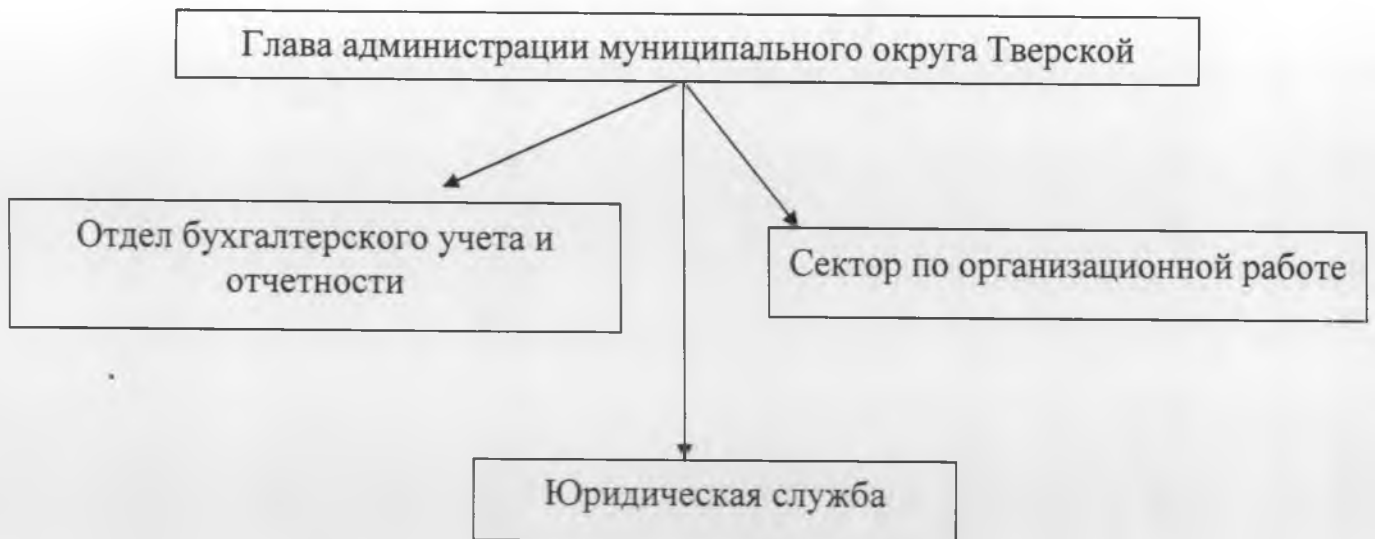 Глава администрации муниципального округа Тверской
Отдел бухгалтерского учета и
отчетности
Сектор по организационной работе
Юридическая служба